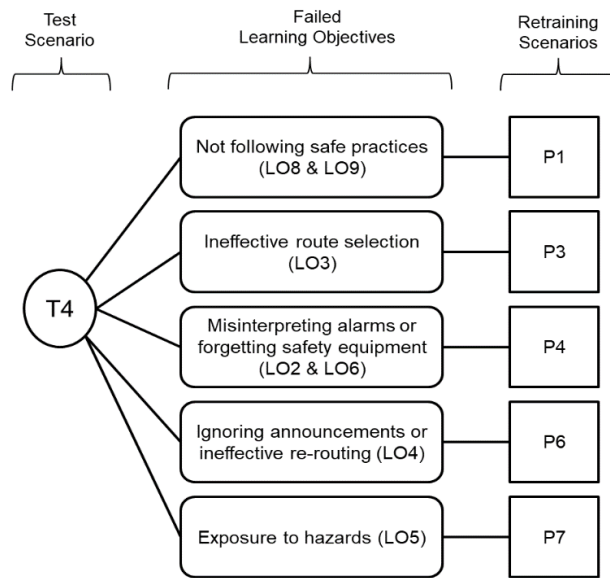 Test
Scenario
Failed
Learning Objectives
Retraining
Scenarios
Not following safe practices
(LO8 & LO9)
P1
Ineffective route selection
(LO3)
P3
T4
Misinterpreting alarms or
forgetting safety equipment
(LO2 & LO6)
P4
Ignoring announcements or
ineffective re-routing (LO4)
P6
Exposure to hazards (LO5)
P7